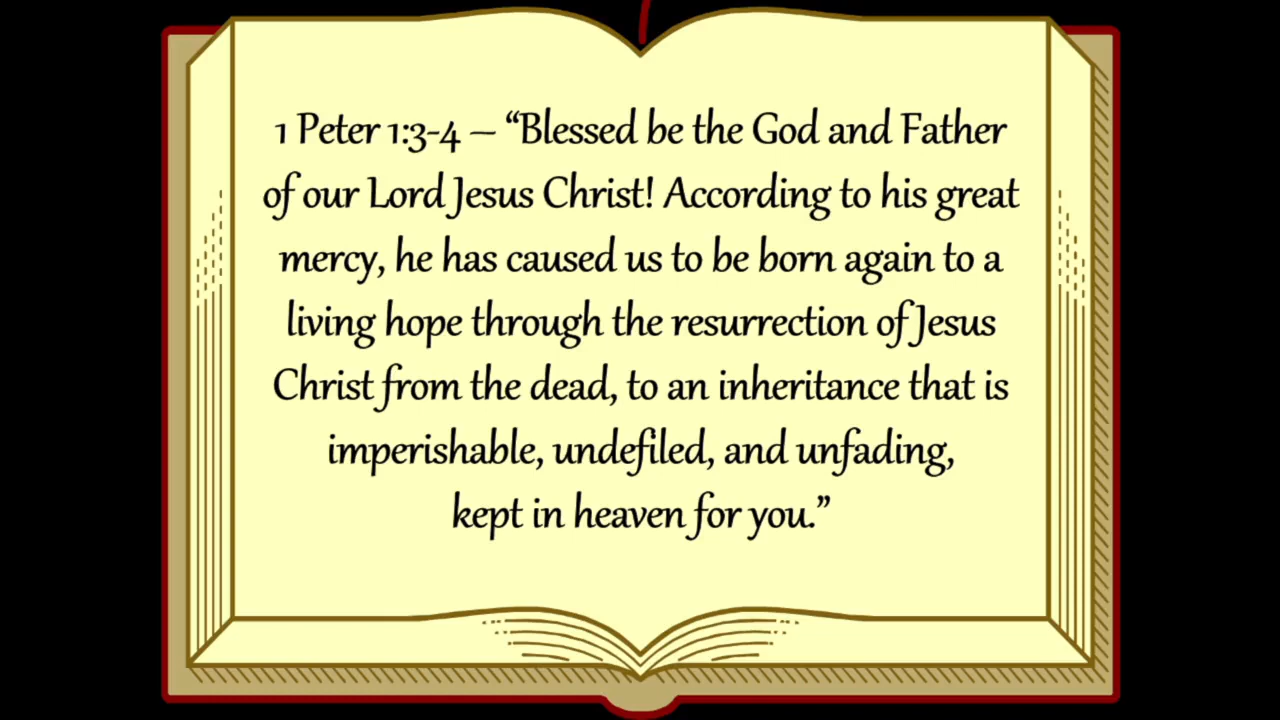 1 Peter 1:3-4 – “Blessed be the God and Father
of our Lord Jesus Christ! According to his great
mercy, he has caused us to be born again to a
living hope through the resurrection of Jesus
Christ from the dead, to an inheritance that is
imperishable, undefiled, and unfading,
kept in heaven for you.”